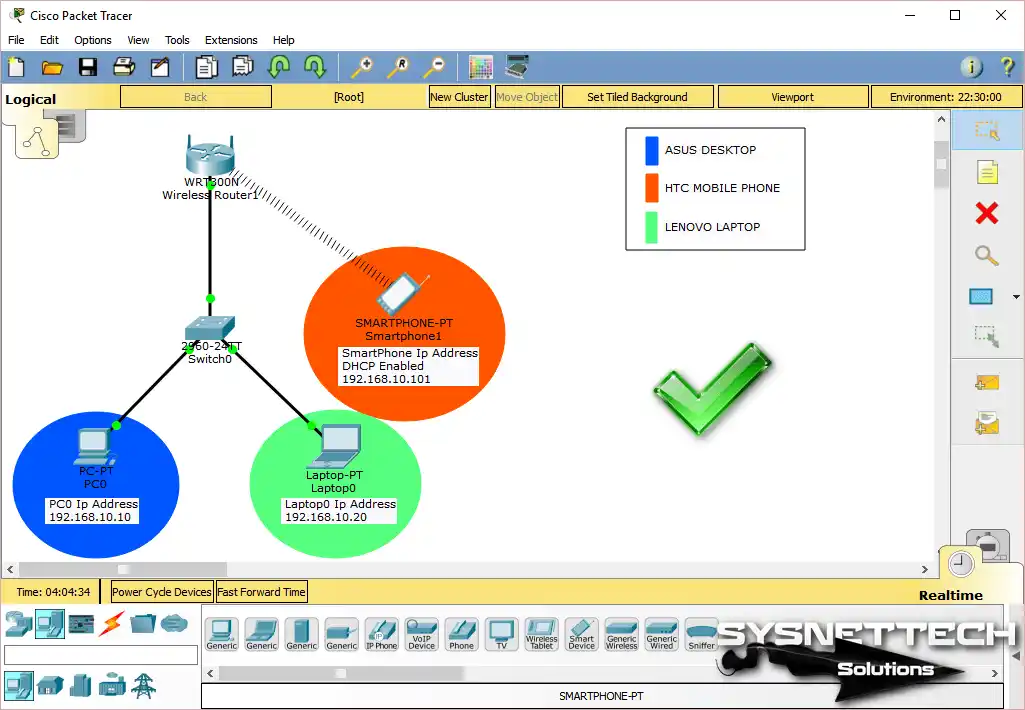 Cisco Packet Tracer
File Edit Options View Tools Extensions Help
Logical
Back
[Root]
New Cluster
Move Object
Set Tiled Background
Viewport
Environment: 22:30:00
WRT300N
Wireless Router1
ASUS DESKTOP
HTC MOBILE PHONE
LENOVO LAPTOP
SMARTPHONE-PT
Smartphone1
SmartPhone Ip Address
DHCP Enabled
192.168.10.101
2960-24TT
Switch0
PC-PT
PC0
PC0 Ip Address
192.168.10.10
Laptop-PT
Laptop0
Laptop0 Ip Address
192.168.10.20
Time: 04:04:34
Power Cycle Devices
Fast Forward Time
Realtime
Generic
Generic
Generic
Generic
IP
IP Phone
VoIP
Device
Phone
TV
Wireless
Tablet
Smart
Device
Generic
Wireless
Generic
Wired
Sniffer
SYSNETTECH
Solutions
SMARTPHONE-PT